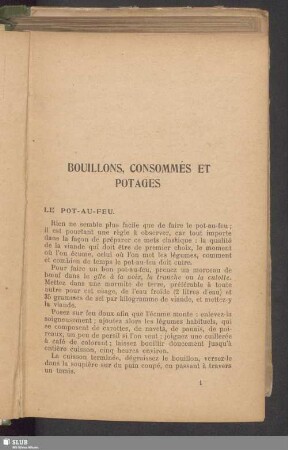 BOUILLONS, CONSOMMÉS ET
POTAGES
LE POT-AU-FEU.
Rien ne semble plus facile que de faire le pot-au-feu ;
il est pourtant une règle à observer, car tout importe
dans la façon de préparer ce mets classique : la qualité
de la viande qui doit être de premier choix, le moment
où l'on écume, celui où l'on met les légumes, comment
et combien de temps le pot-au-feu doit cuire.
Pour faire un bon pot-au-feu, prenez un morceau de
bœuf dans le gîte à la noix, la tranche ou la culotte.
Mettez dans une marmite de terre, préférable à toute
autre pour cet usage, de l'eau froide (2 litres d'eau) et
35 grammes de sel par kilogramme de viande, et mettez-y
la viande.
Posez sur feu doux afin que l'écume monte ; enlevez-la
soigneusement ; ajoutez alors les légumes habituels, qui
se composent de carottes, de navets, de panais, de poi-
reaux, un peu de persil si l'on veut ; joignez une cuillerée
à café de colorant ; laissez bouillir doucement jusqu'à
entière cuisson, cinq heures environ.
La cuisson terminée, dégraissez le bouillon, versez-le
dans la soupière sur du pain coupé, en passant à travers
un tamis.
1
SLUB